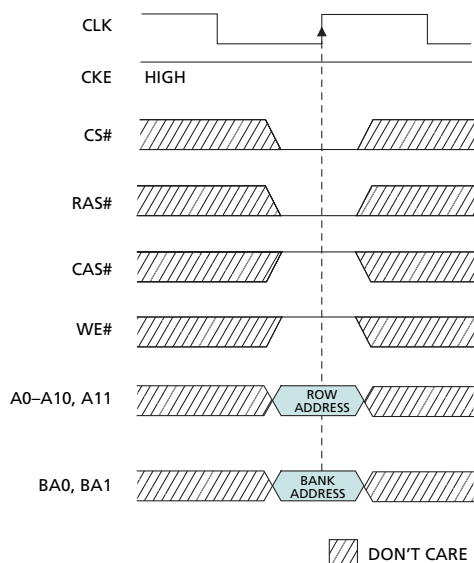 CLK
CKE HIGH
CS#
RAS#
CAS#
WE#
A0–A10, A11 ROW
ADDRESS
BA0, BA1 BANK
ADDRESS
DON'T CARE